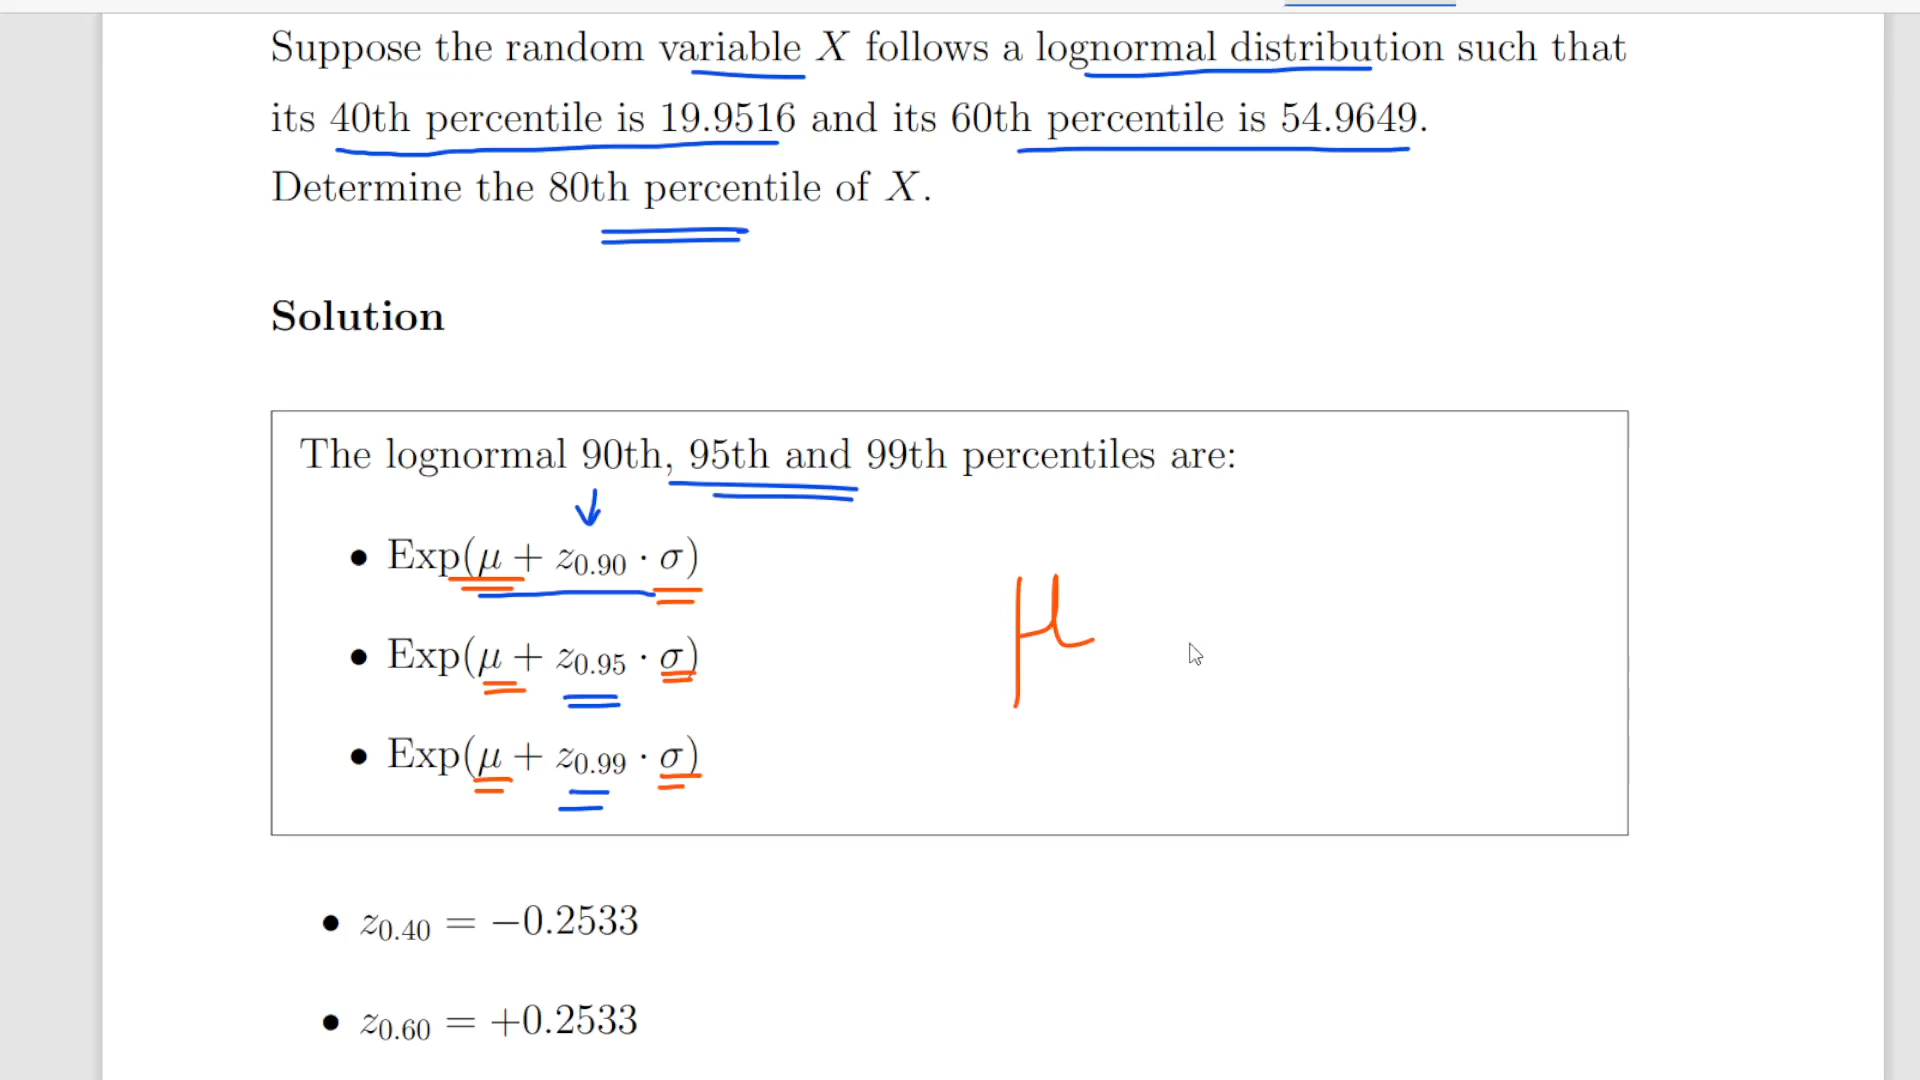 Suppose the random variable X follows a lognormal distribution such that
its 40th percentile is 19.9516 and its 60th percentile is 54.9649.
Determine the 80th percentile of X.
Solution
The lognormal 90th, 95th and 99th percentiles are:
• Exp(μ + z₀.₉₀ · σ)
• Exp(μ + z₀.₉₅ · σ)
μ
• Exp(μ + z₀.₉₉ · σ)
• z₀.₄₀ = −0.2533
• z₀.₆₀ = +0.2533